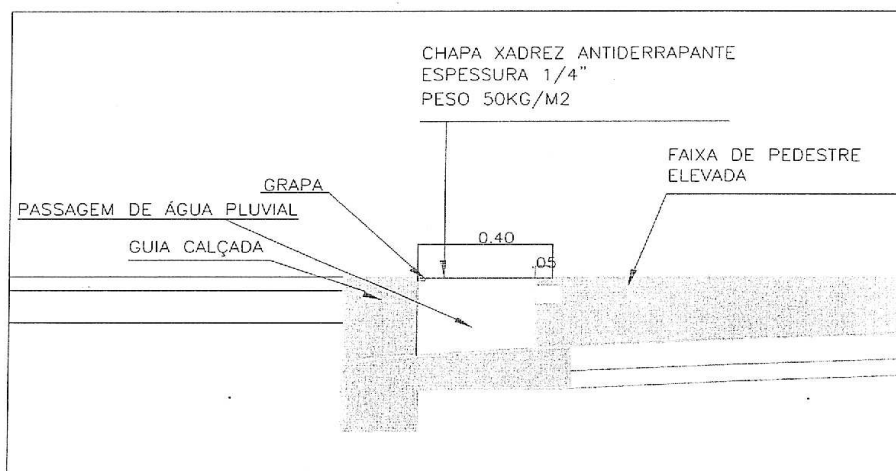 CHAPA XADREZ ANTIDERRAPANTE
ESPESSURA 1/4"
PESO 50KG/M2
FAIXA DE PEDESTRE
ELEVADA
GRAPA
PASSAGEM DE ÁGUA PLUVIAL
GUIA CALÇADA
0.40
.05